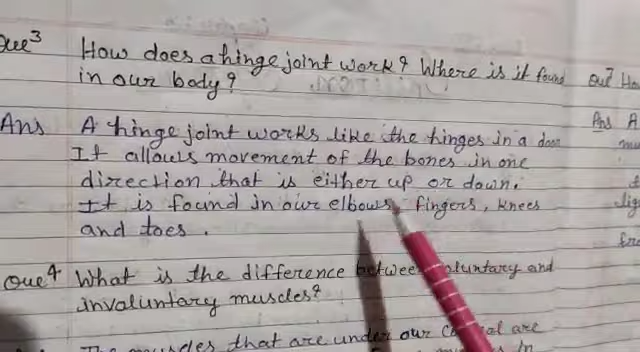 Que3 How does a hinge joint work? Where is it found
in our body?
Ans A hinge joint works like the hinges in a door
It allows movement of the bones in one
direction that is either up or down.
It is found in our elbows, fingers, knees
and toes.
Que4 What is the difference between voluntary and
involuntary muscles?
The muscles that are under our are
Que
Ans A